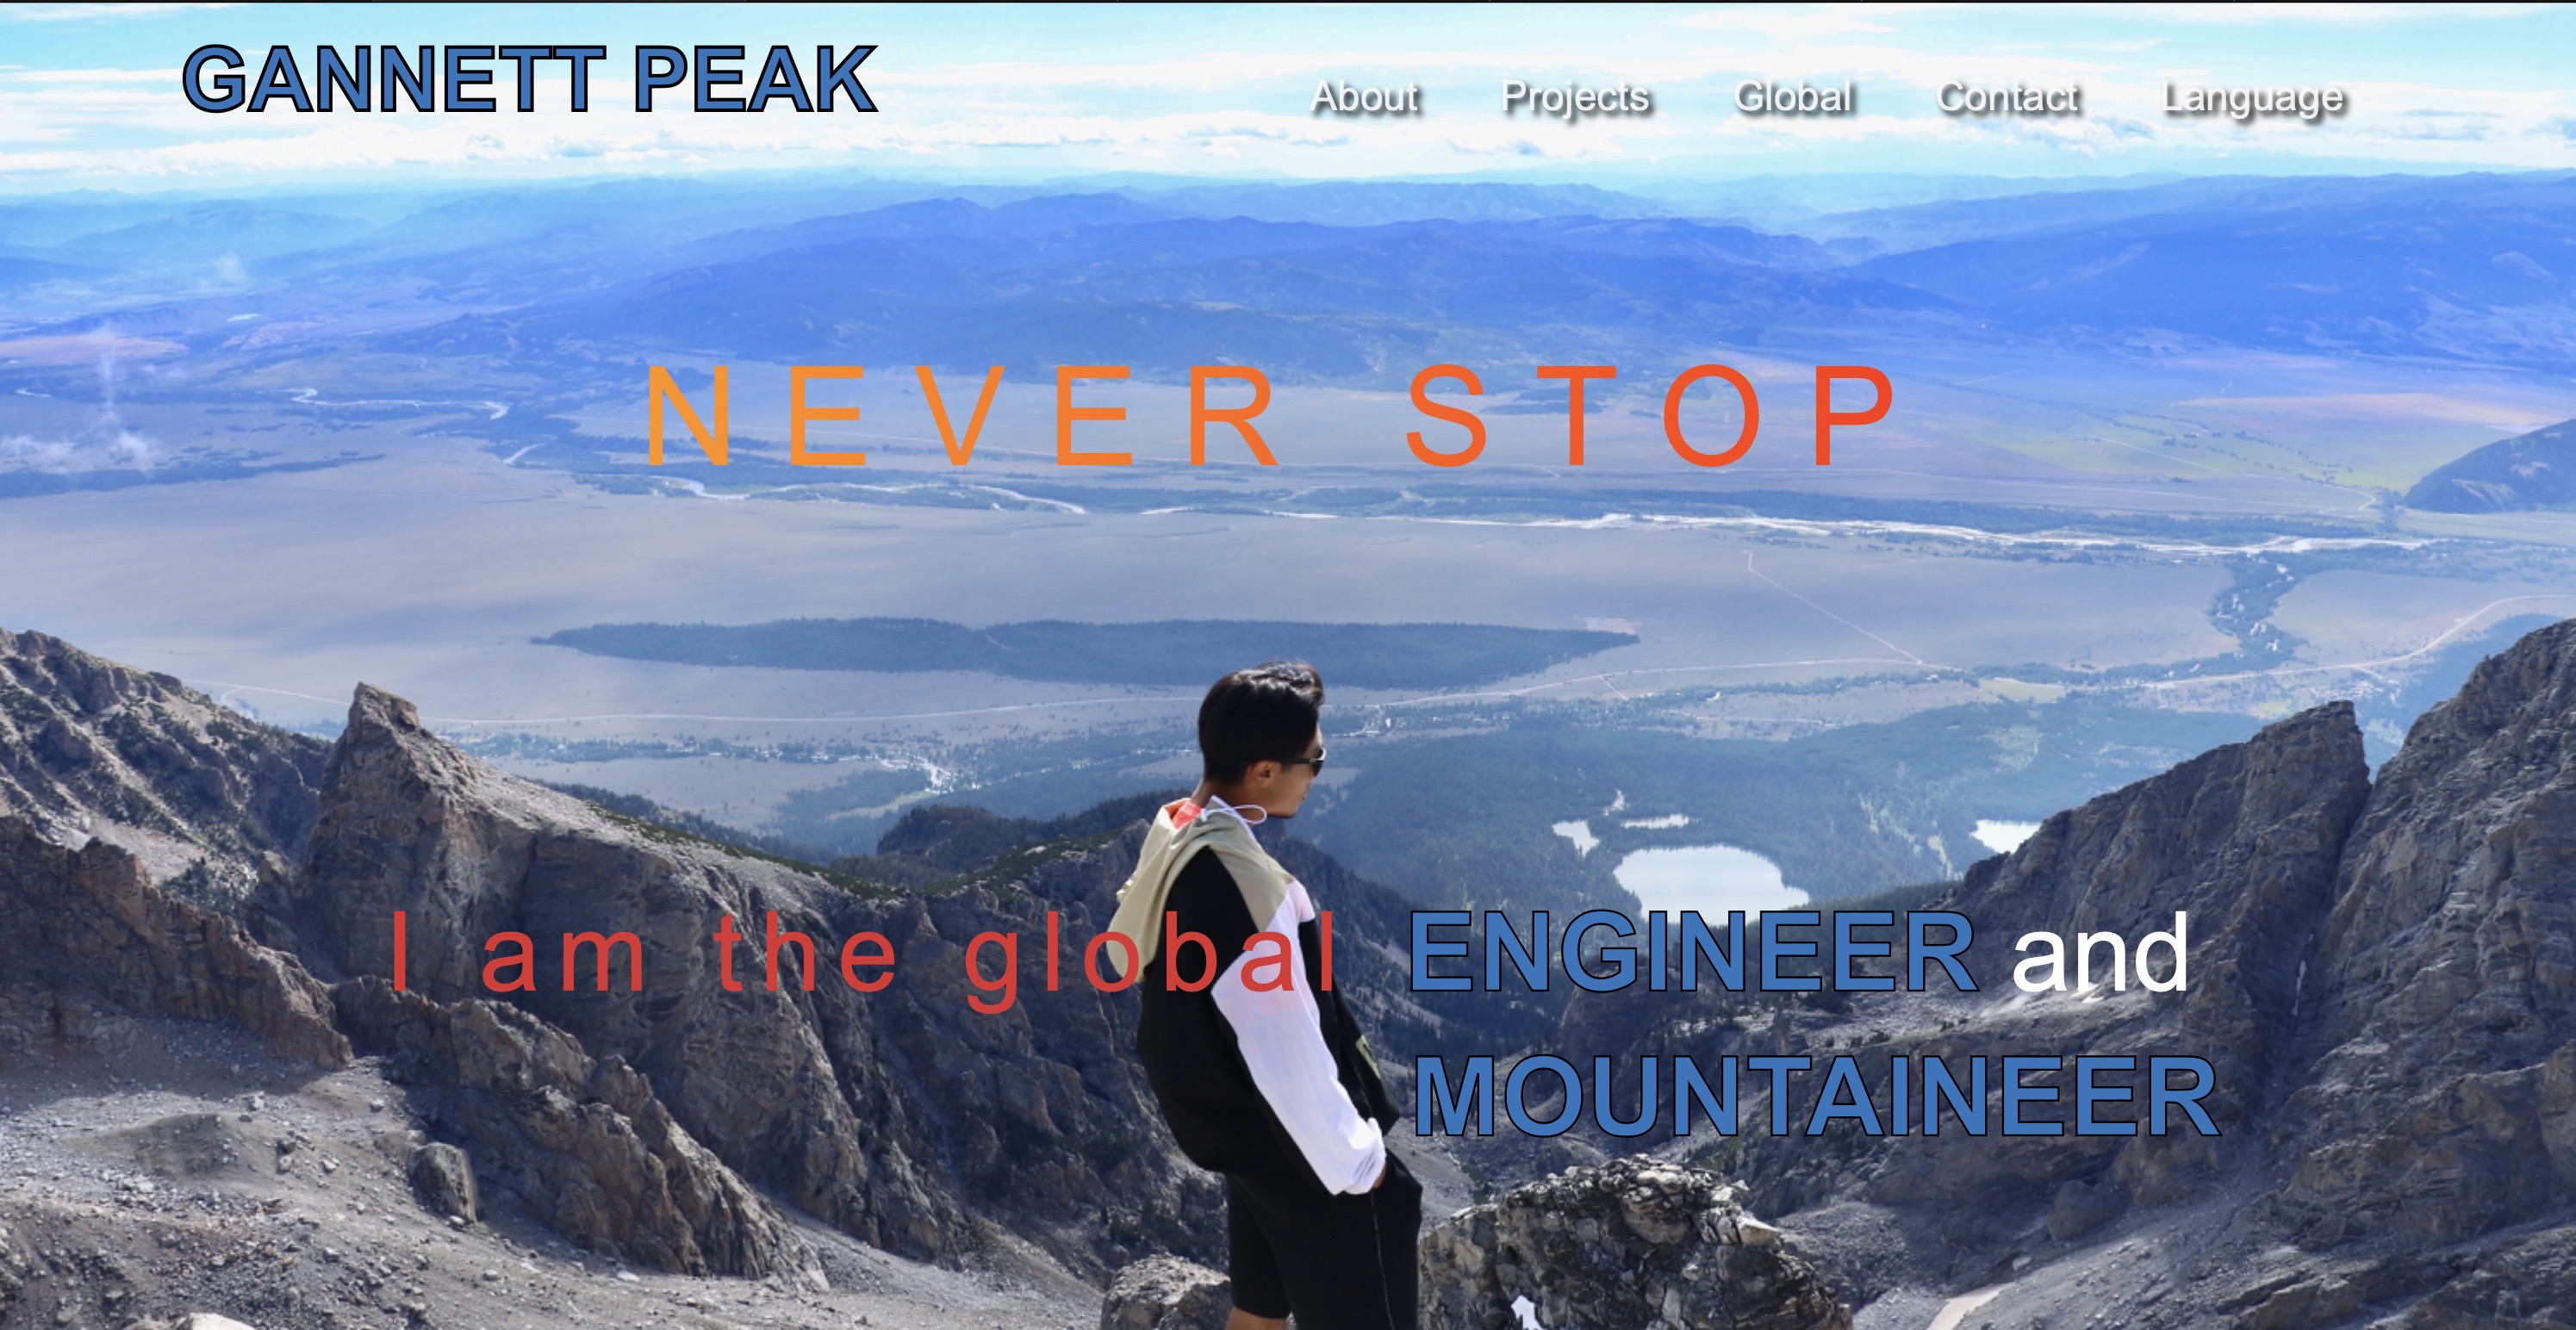 GANNETT PEAK
About Projects Global Contact Language
NEVER STOP
I am the global ENGINEER and
MOUNTAINEER